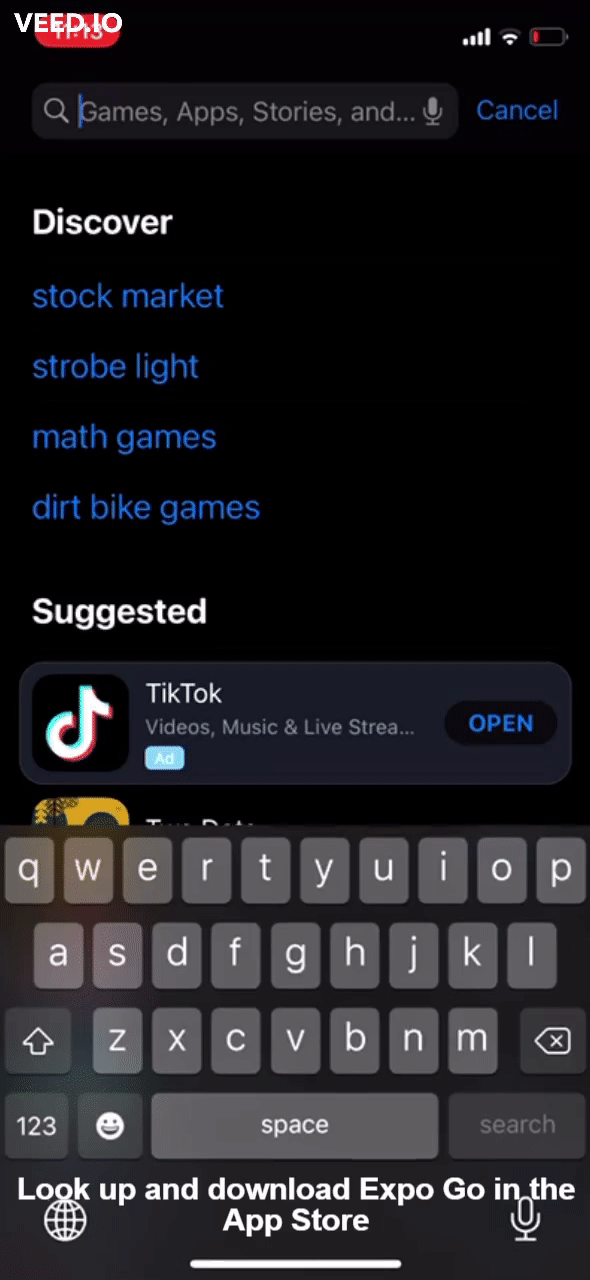 VEED.IO
11:13
Games, Apps, Stories, and...
Cancel
Discover
stock market
strobe light
math games
dirt bike games
Suggested
TikTok
Videos, Music & Live Strea...
Ad
OPEN
q w e r t y u i o p
a s d f g h j k l
z x c v b n m
123
space
search
Look up and download Expo Go in the
App Store